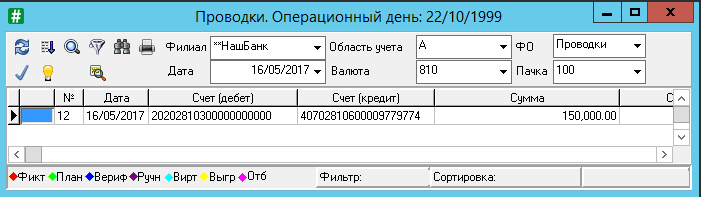 Проводки. Операционный день: 22/10/1999
Филиал **НашБанк Область учета А ФО Проводки
Дата 16/05/2017 Валюта 810 Пачка 100
№ Дата Счет (дебет) Счет (кредит) Сумма С
12 16/05/2017 20202810300000000000 40702810600009779774 150,000.00
Фикт План Вериф Ручн Вирт Выгр Отб Фильтр: Сортировка: